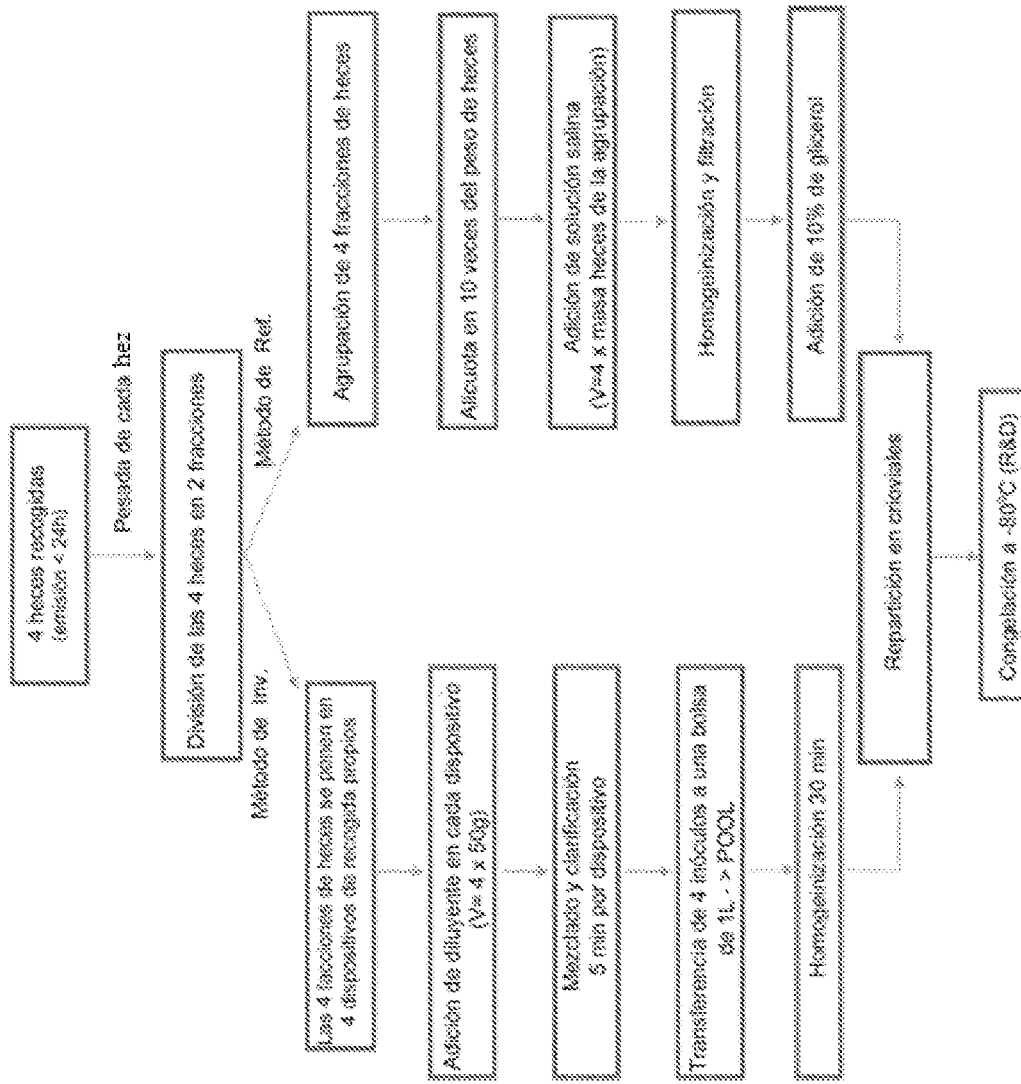 4 heces recogidas
(emisión < 24h)
Pesada de cada hez
División de las 4 heces en 2 fracciones
Método de Inv.
Método de Ref.
Las 4 facciones de heces se ponen en
4 dispositivos de recogida propios
Adición de diluyente en cada dispositivo
(V= 4 x 50g)
Mezclado y clarificación
5 min por dispositivo
Transferencia de 4 inóculos a una bolsa
de 1L - > POOL
Homogeinización 30 min
Agrupación de 4 fracciones de heces
Alícuota en 10 veces del peso de heces
Adición de solución salina
(V=4 x masa heces de la agrupación)
Homogeinización y filtración
Adición de 10% de glicerol
Repartición en crioviales
Congelación a -80°C (R&D)